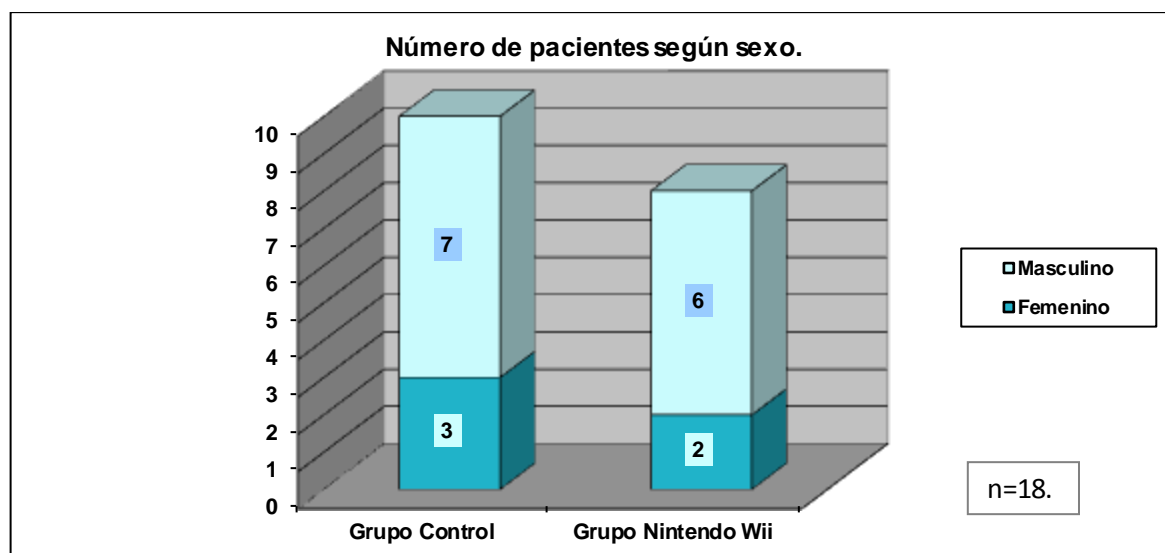 Número de pacientes según sexo.
10
9
8
7
6
5
4
3
2
1
0
7
3
6
2
Grupo Control
Grupo Nintendo Wii
Masculino
Femenino
n=18.